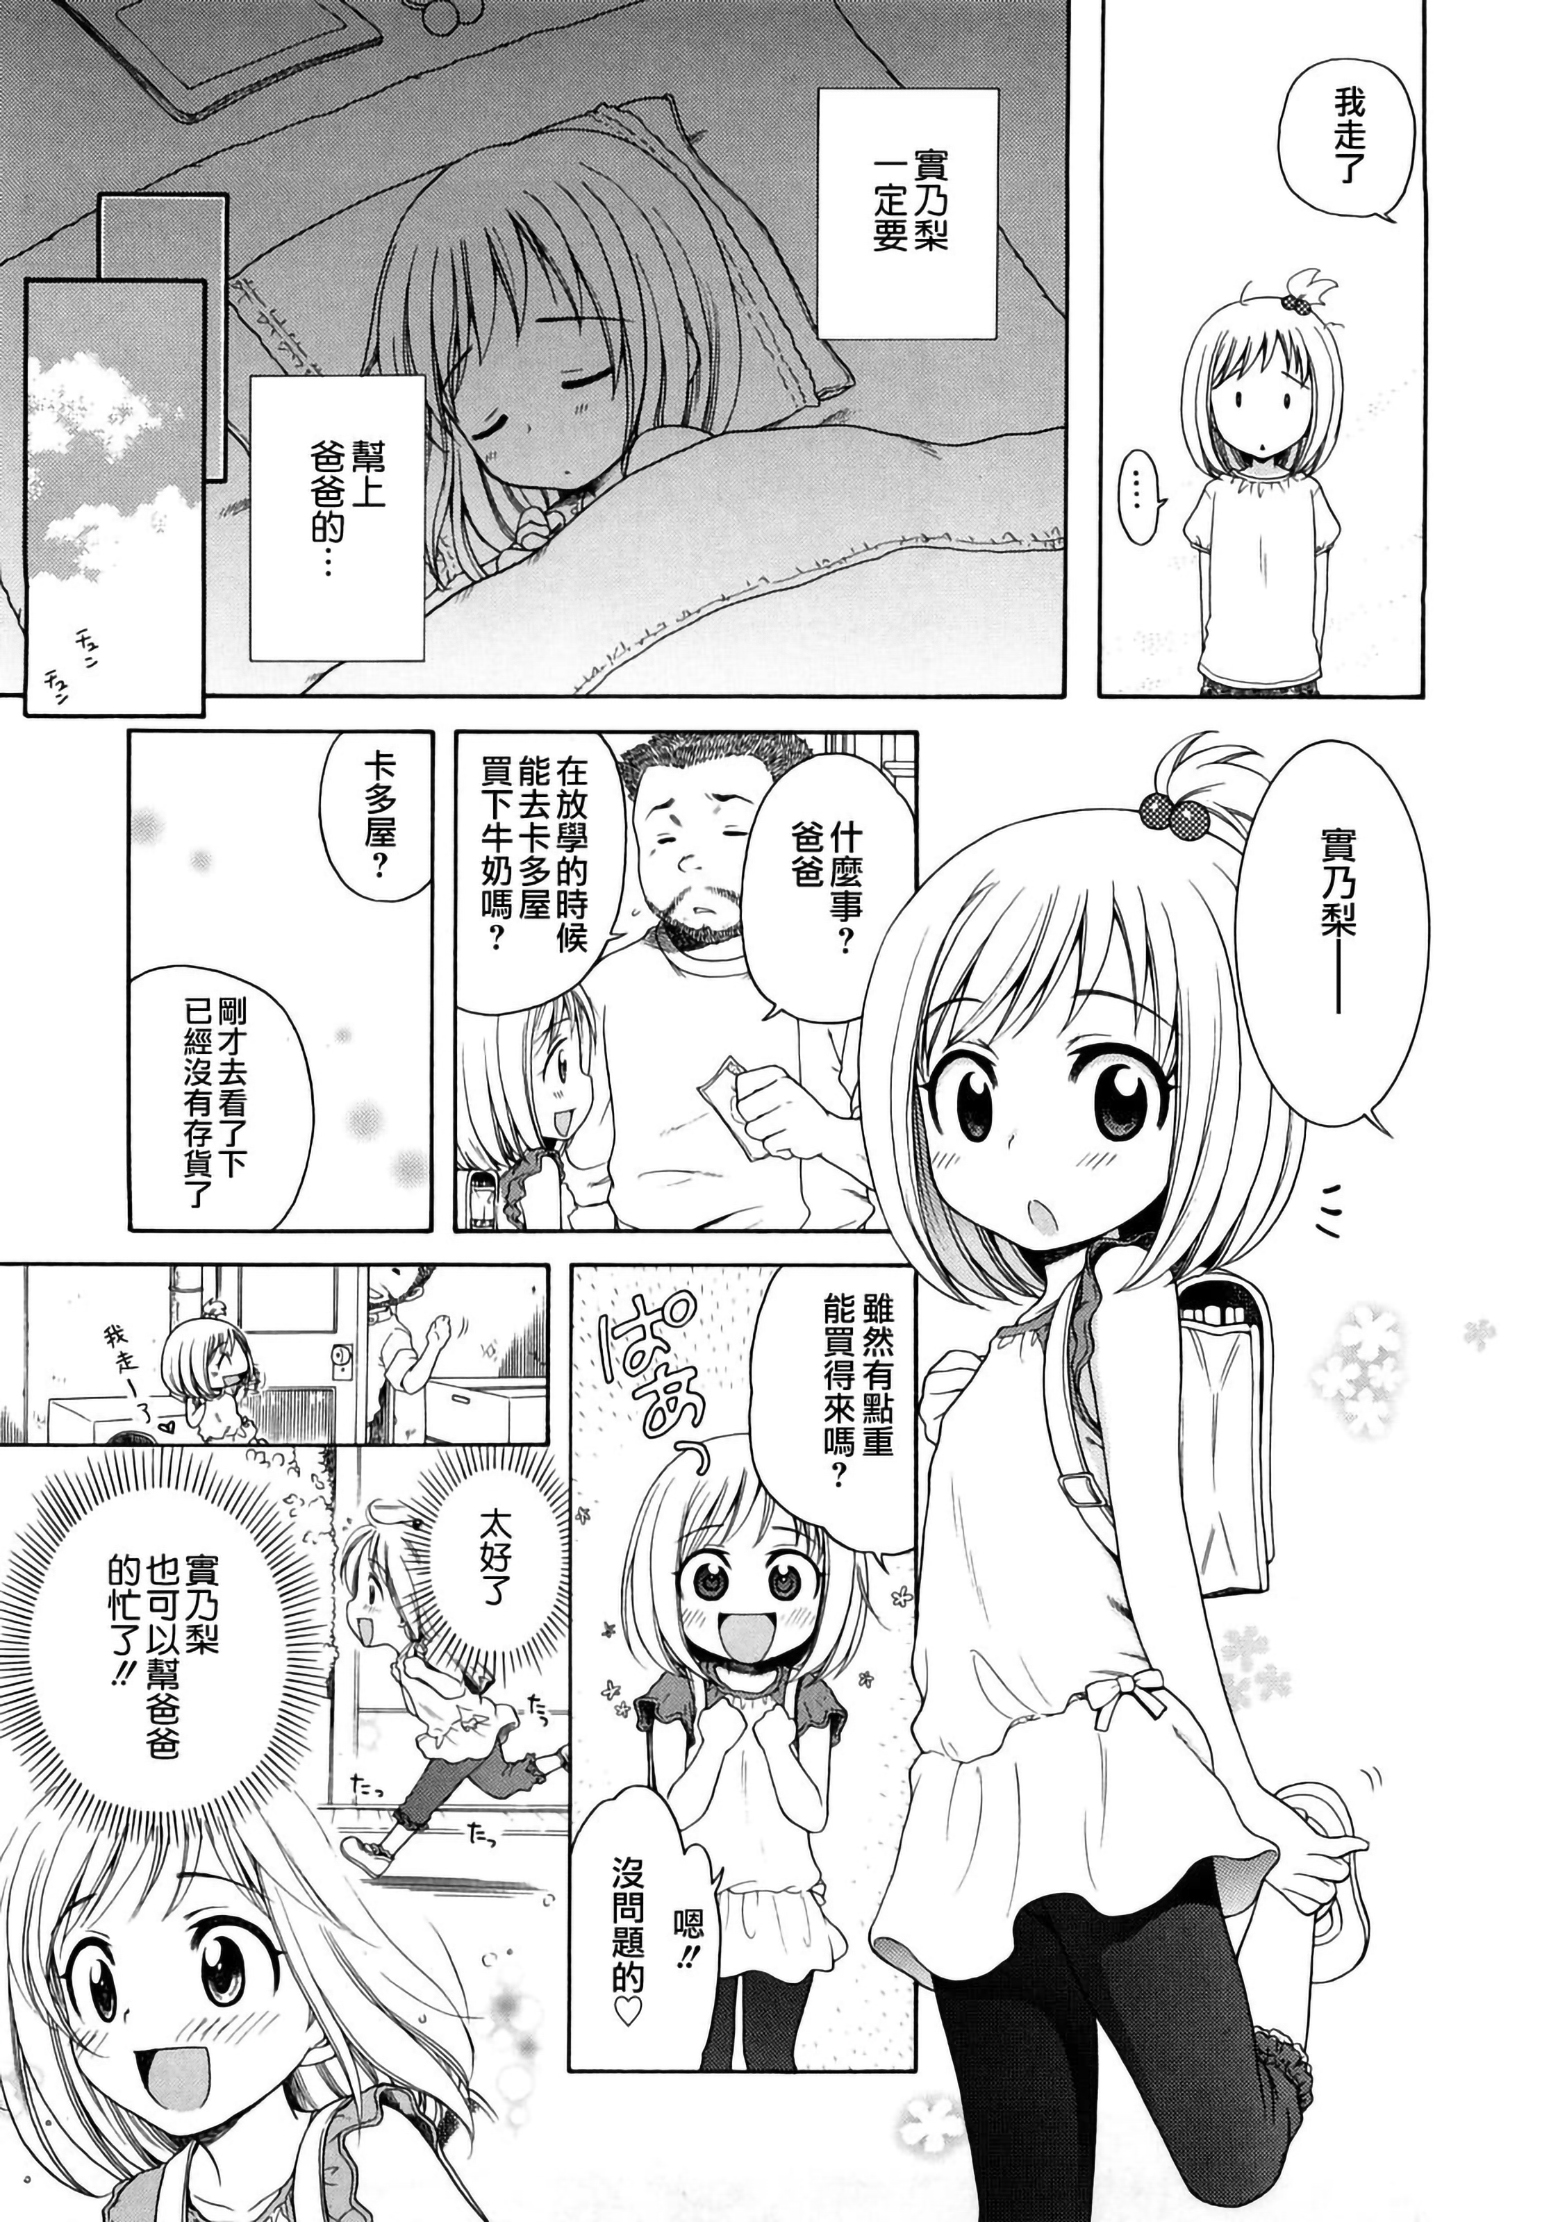 我走了
‥‥
實乃梨
一定要
幫上
爸爸的…
チュン
チュン
實乃梨——
什麼事?
爸爸
在放學的時候
能去卡多屋
買下牛奶嗎?
卡多屋?
剛才去看了下
已經沒有存貨了
雖然有點重
能買得來嗎?
ぱあっ
嗯!!
沒問題的♡
我走ー了♡
太好了
たっ
たっ
たっ
實乃梨
也可以幫爸爸
的忙了!!